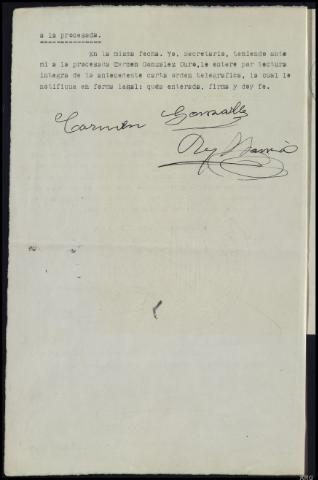 a la procesada.
En la misma fecha. Yo, Secretario, teniendo ante
mi a la procesada Carmen Gonzalez Curo, le entere por lectura
integra de la antecedente carta orden telegrafica, la cual le
notifique en forma legal: queda enterada, firma y doy fe.
Carmen Gonzalez